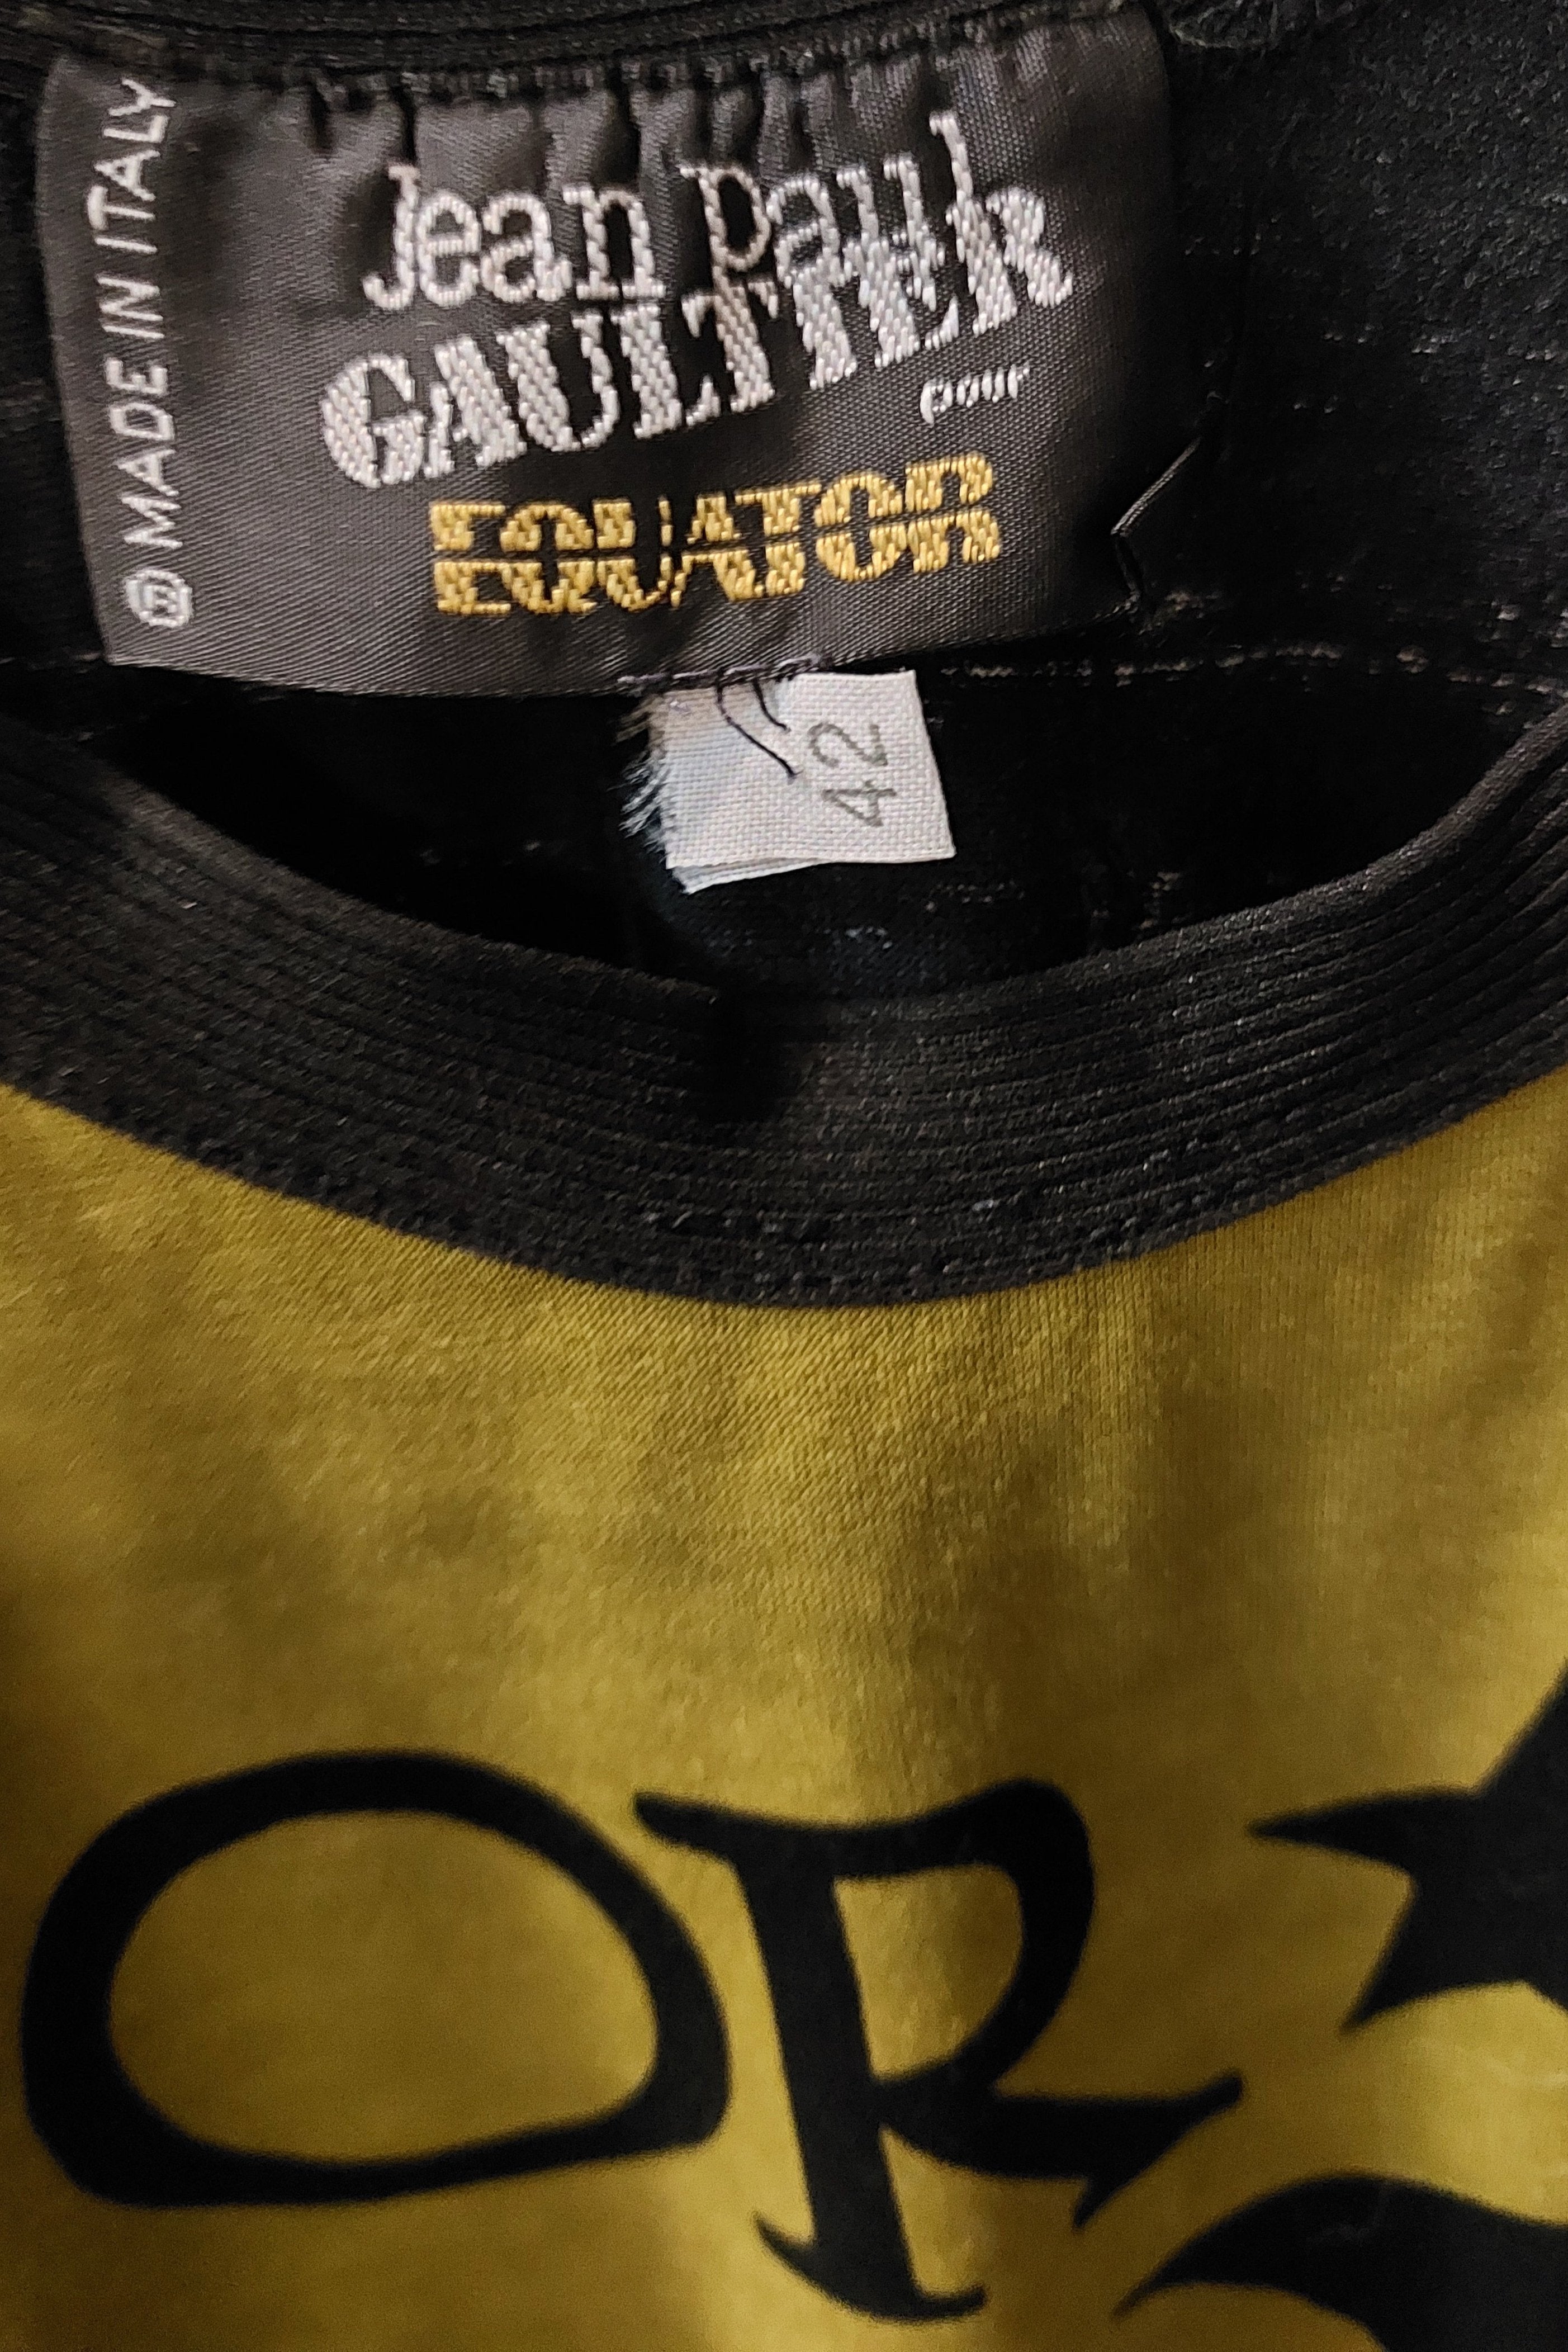 MADE IN ITALY
Jean Paul
GAULTIER
pour
EQUATOR
42
OR